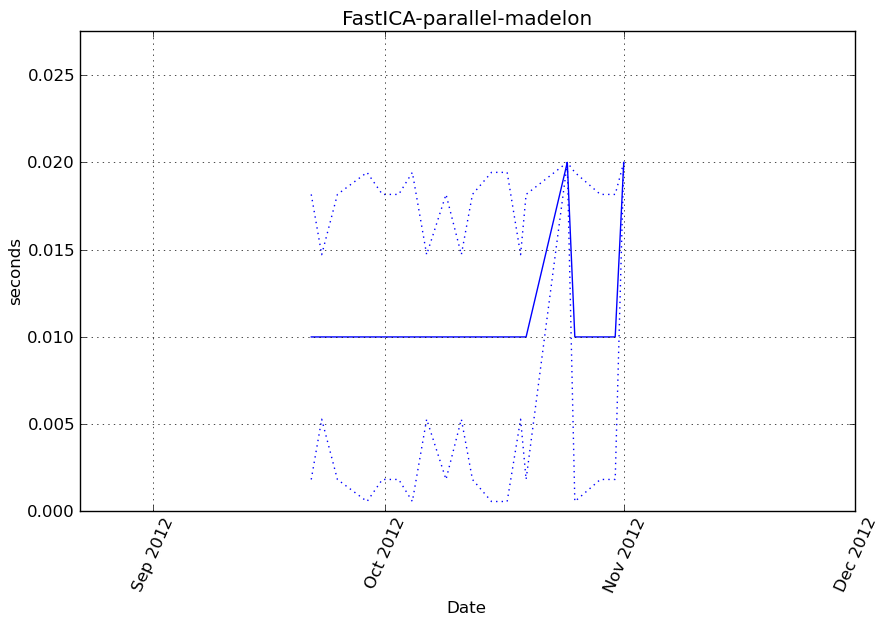 FastICA-parallel-madelon
0.025
0.020
0.015
0.010
0.005
0.000
seconds
Sep 2012
Oct 2012
Nov 2012
Dec 2012
Date